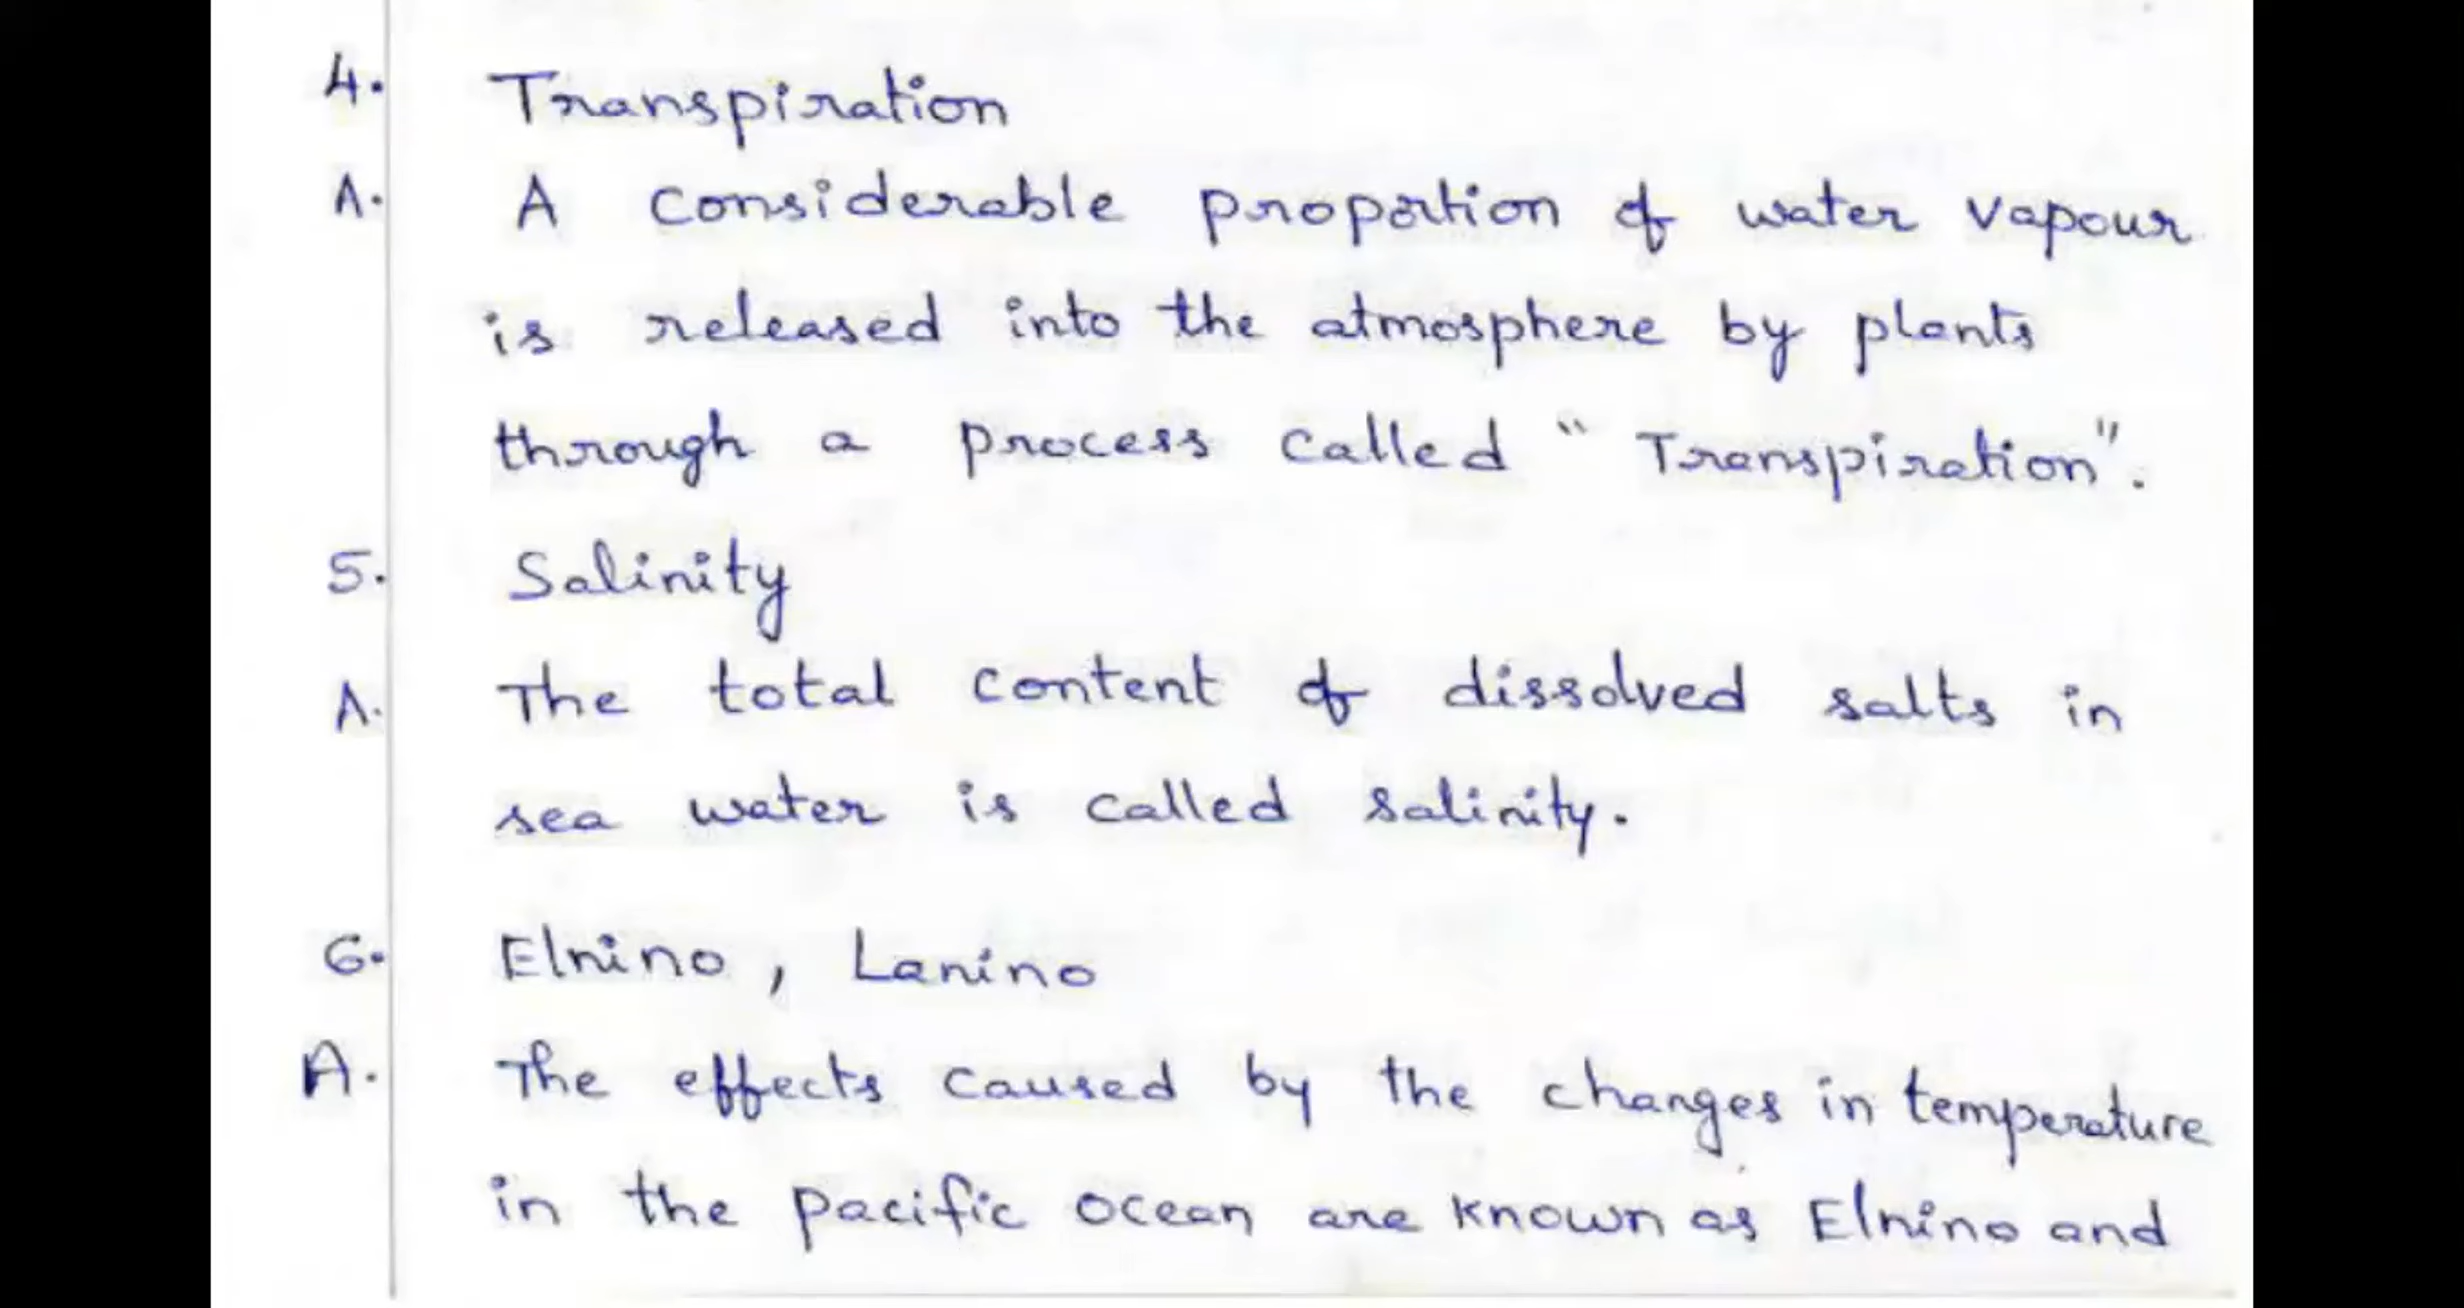 4. Transpiration
A. A considerable proportion of water vapour
is released into the atmosphere by plants
through a process called "Transpiration".
5. Salinity
A. The total content of dissolved salts in
sea water is called salinity.
6. Elnino, Lanino
A. The effects caused by the changes in temperature
in the pacific ocean are known as Elnino and